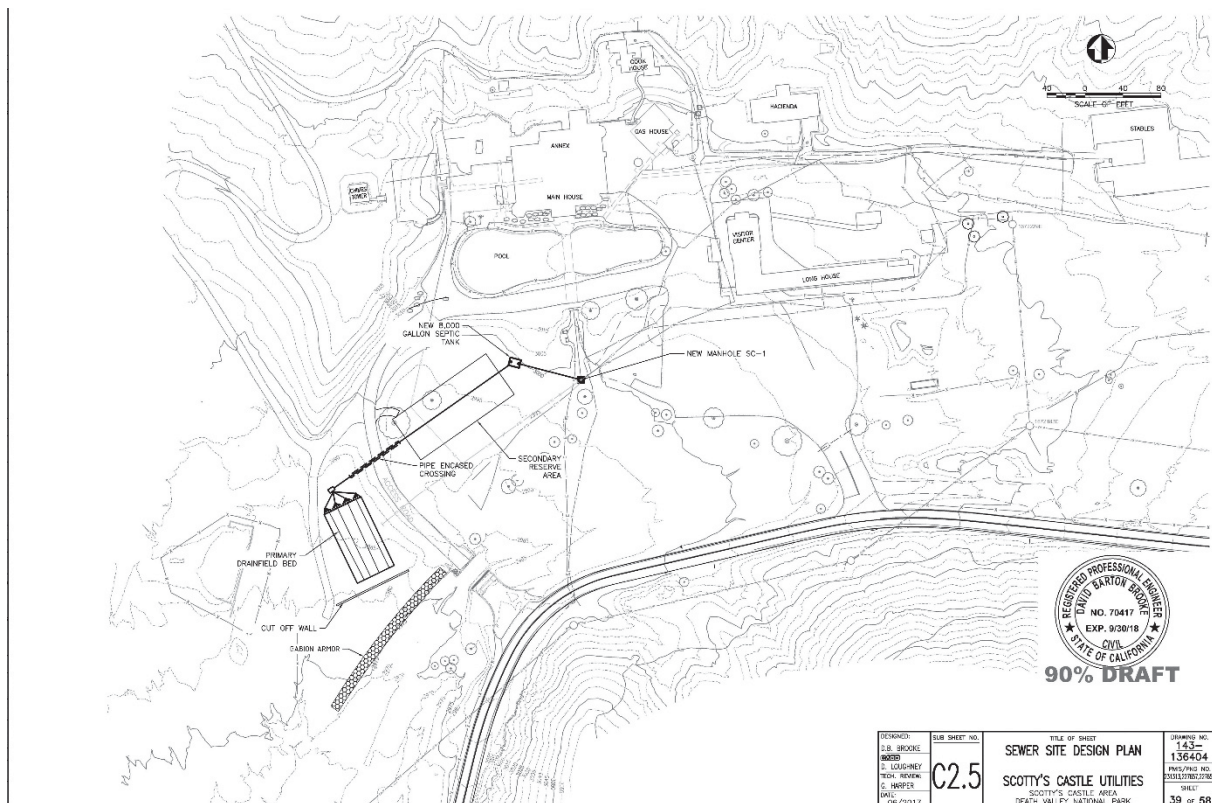 COOK
HOUSE
HACIENDA
40 0 40 80
SCALE OF FEET
STABLES
GAS HOUSE
ANNEX
CHIMES
TOWER
MAIN HOUSE
VISITOR
CENTER
POOL
LONG HOUSE
NEW 8,000
GALLON SEPTIC
TANK
NEW MANHOLE SC-1
SECONDARY
RESERVE
AREA
PIPE ENCASED
CROSSING
ACCESS ROAD
PRIMARY
DRAINFIELD BED
CUT OFF WALL
GABION ARMOR
REGISTERED PROFESSIONAL ENGINEER
DAVID BARTON BROOKE
NO. 70417
EXP. 9/30/18
CIVIL
STATE OF CALIFORNIA
90% DRAFT
DESIGNED:
D.B. BROOKE
CADD
D. LOUGHNEY
TECH. REVIEW:
C. HARPER
DATE:
06/2017
SUB SHEET NO.
C2.5
TITLE OF SHEET
SEWER SITE DESIGN PLAN
SCOTTY'S CASTLE UTILITIES
SCOTTY'S CASTLE AREA
DEATH VALLEY NATIONAL PARK
DRAWING NO.
143-
136404
PMIS/PKG NO.
SHEET
39 OF 58